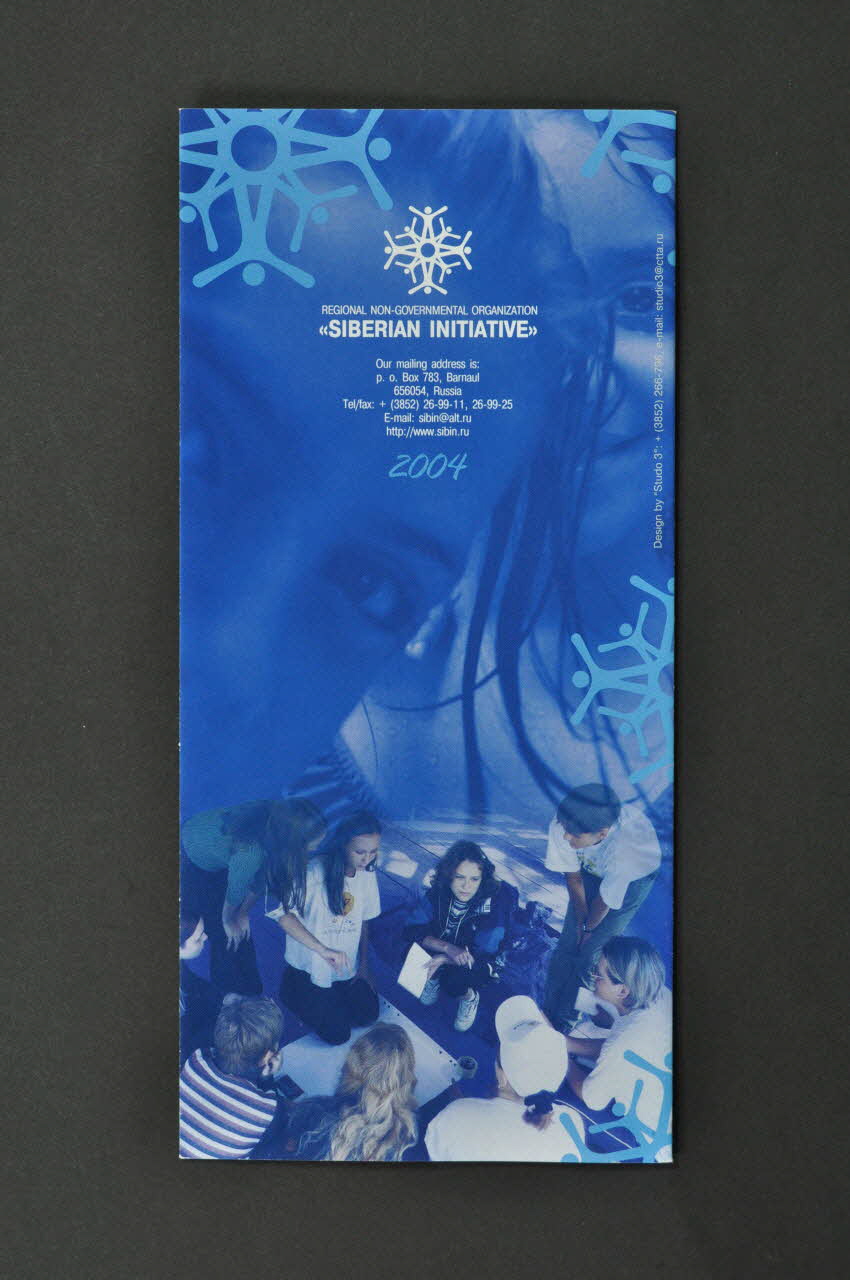 REGIONAL NON-GOVERNMENTAL ORGANIZATION
«SIBERIAN INITIATIVE»
Our mailing address is:
p. o. Box 783, Barnaul
656054, Russia
Tel/fax: + (3852) 26-99-11, 26-99-25
E-mail: sibin@alt.ru
http://www.sibin.ru
2004
Design by "Studo 3": + (3852) 266-796, e-mail: studio3@ctta.ru